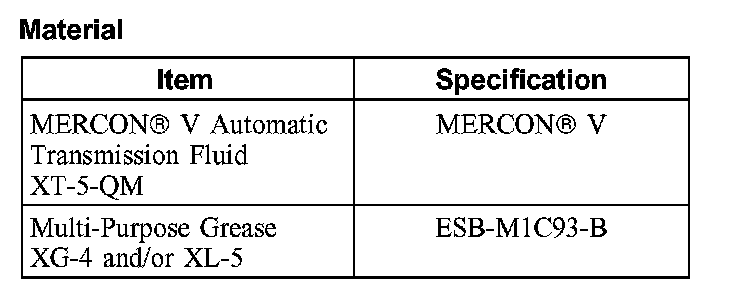 Material
Item Specification
MERCON® V Automatic MERCON® V
Transmission Fluid
XT-5-QM
Multi-Purpose Grease ESB-M1C93-B
XG-4 and/or XL-5